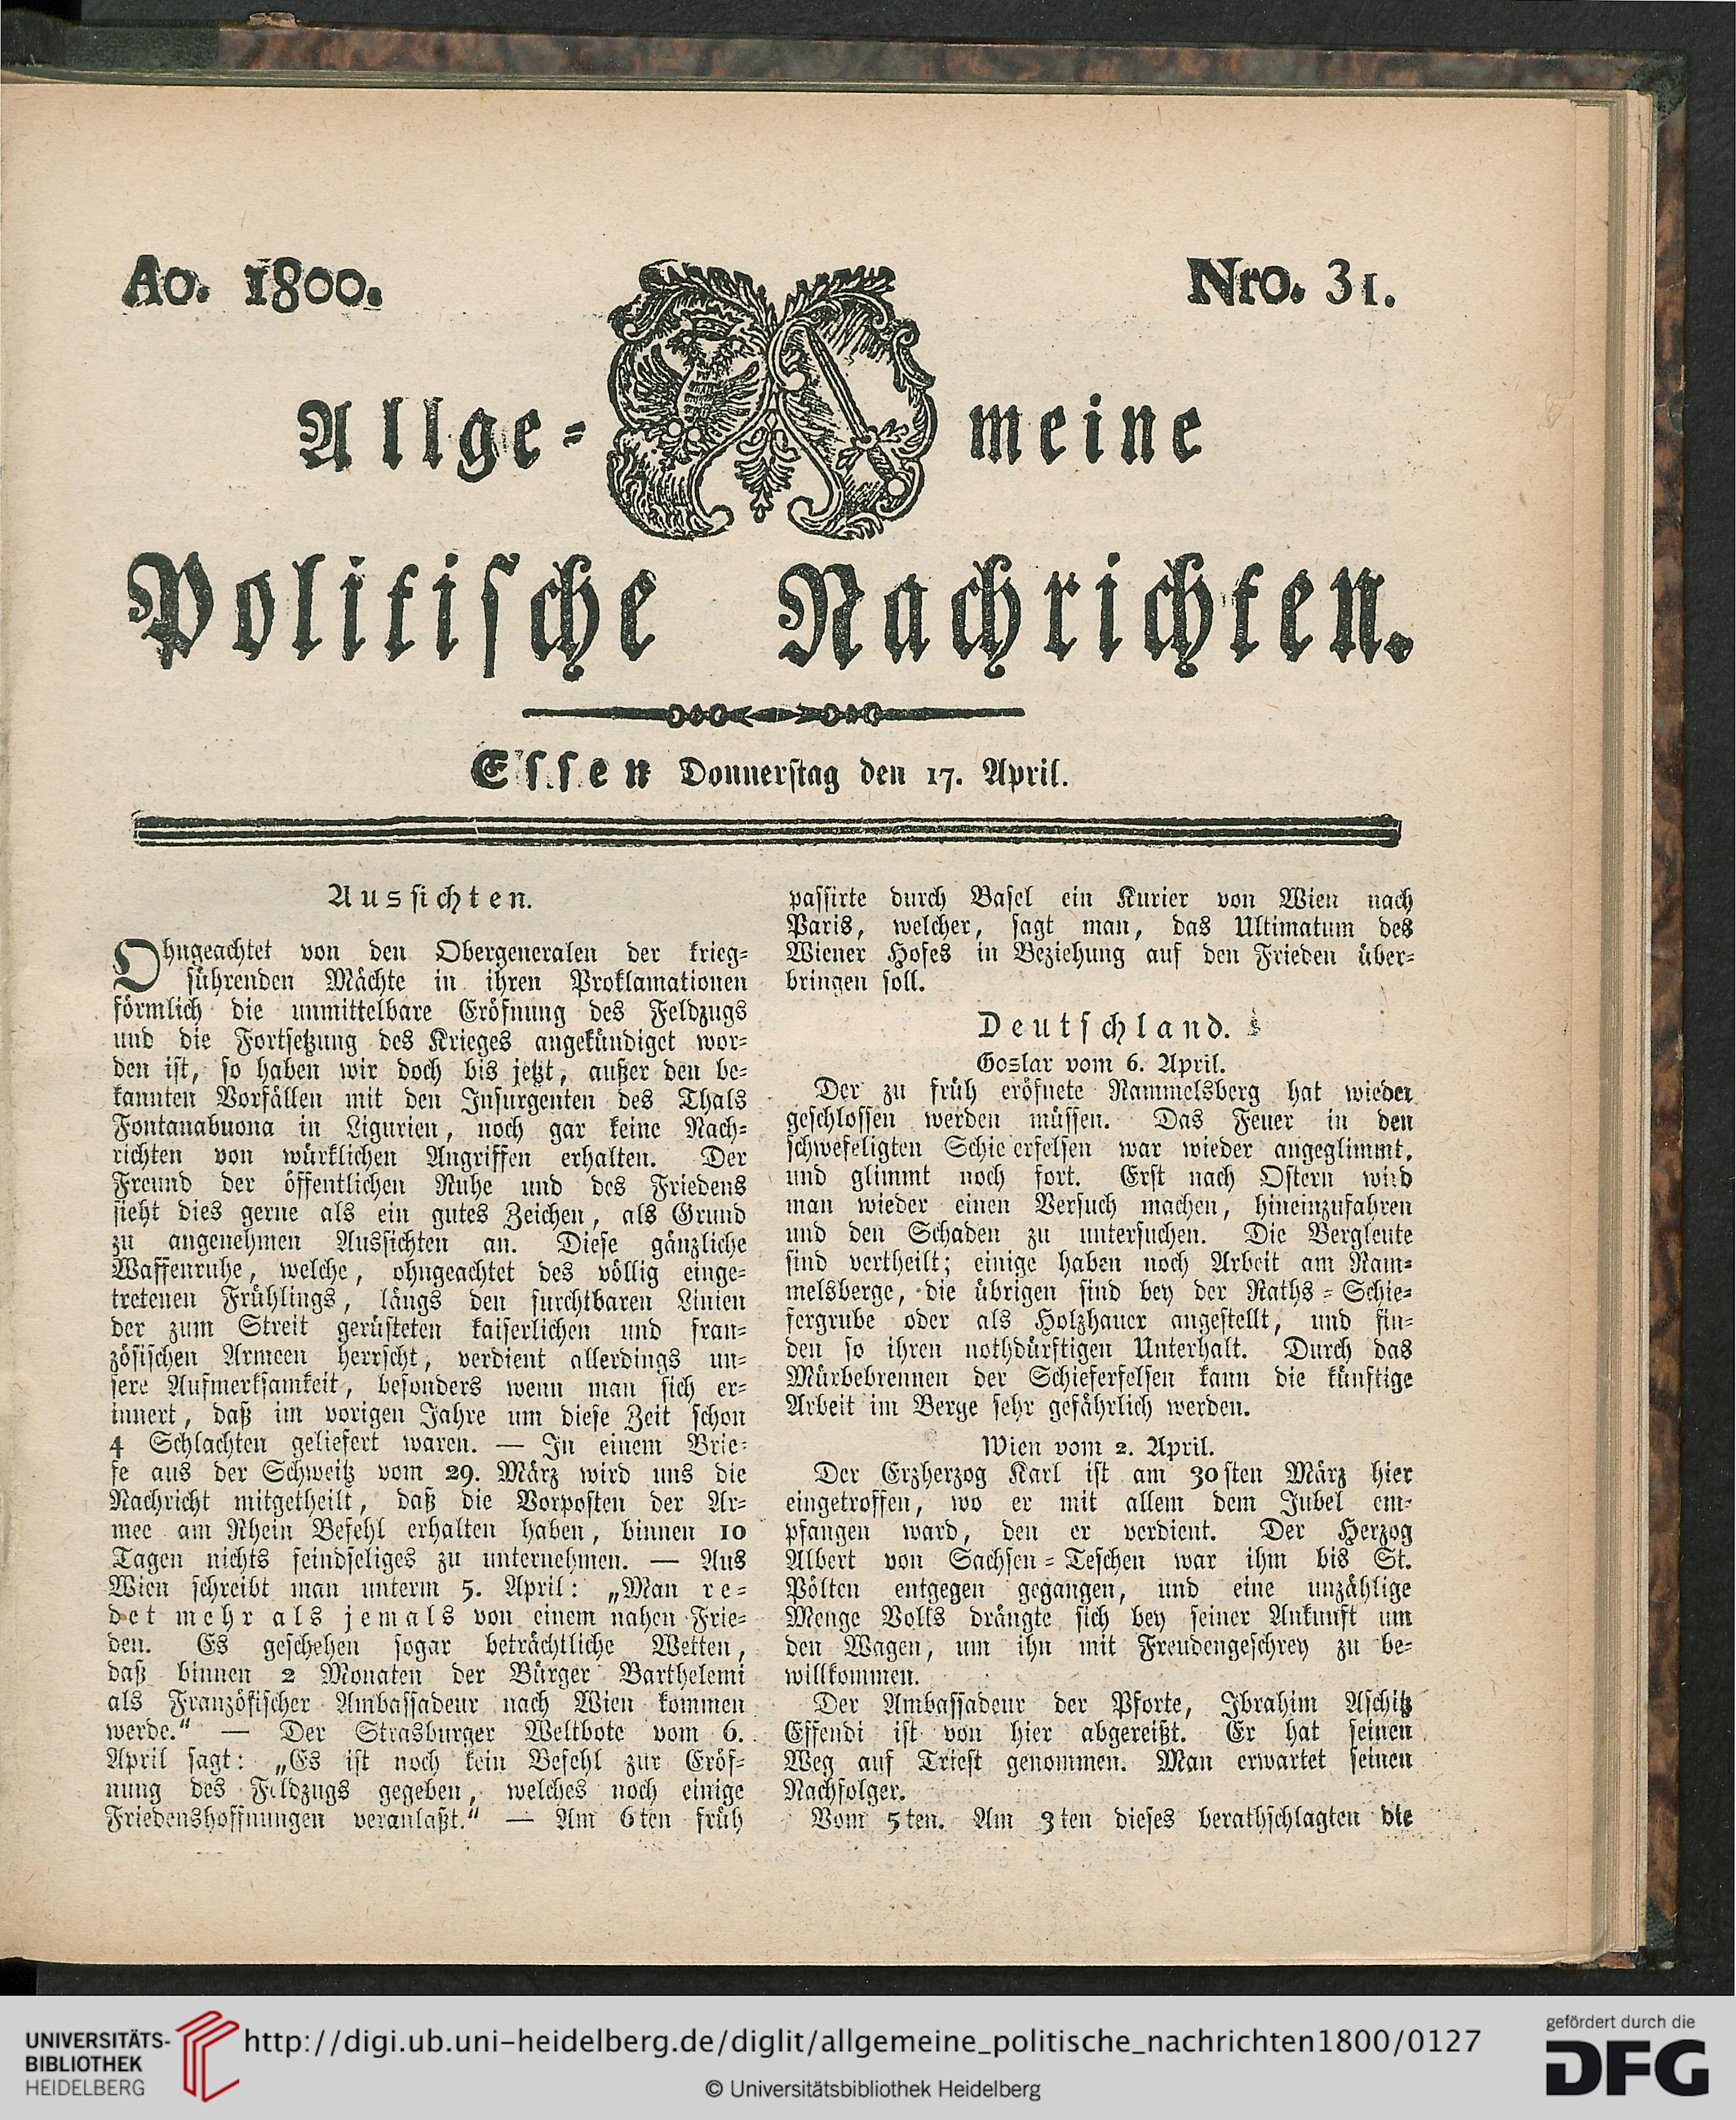 Ao. 1800.
Nro. 31.
Allge-
meine
Politische Nachrichten.
Essen Donnerstag den 17. April.
Aussichten.
Ohngeachtet von den Obergeneralen der krieg-
führenden Mächte in ihren Proklamationen
förmlich die unmittelbare Eröfnung des Feldzugs
und die Fortsetzung des Krieges angekündiget wor-
den ist, so haben wir doch bis jetzt, außer den be-
kannten Vorfällen mit den Insurgenten des Thals
Fontanabuona in Ligurien, noch gar keine Nach-
richten von würklichen Angriffen erhalten. Der
Freund der öffentlichen Ruhe und des Friedens
sieht dies gerne als ein gutes Zeichen, als Grund
zu angenehmen Aussichten an. Diese gänzliche
Waffenruhe, welche, ohngeachtet des völlig einge-
tretenen Frühlings, längs den furchtbaren Linien
der zum Streit gerüsteten kaiserlichen und fran-
zösischen Armeen herrscht, verdient allerdings un-
sere Aufmerksamkeit, besonders wenn man sich er-
innert, daß im vorigen Jahre um diese Zeit schon
4 Schlachten geliefert waren. — In einem Brie-
fe aus der Schweitz vom 29. März wird uns die
Nachricht mitgetheilt, daß die Vorposten der Ar-
mee am Rhein Befehl erhalten haben, binnen 10
Tagen nichts feindseliges zu unternehmen. — Aus
Wien schreibt man unterm 5. April: „Man re-
det mehr als jemals von einem nahen Frie-
den. Es geschehen sogar beträchtliche Wetten,
daß binnen 2 Monaten der Bürger Barthelemi
als Französischer Ambassadeur nach Wien kommen
werde.“ — Der Strasburger Weltbote vom 6.
April sagt: „Es ist noch kein Befehl zur Eröf-
nung des Feldzugs gegeben, welches noch einige
Friedenshoffnungen veranlaßt.“ — Am 6ten früh
passirte durch Basel ein Kurier von Wien nach
Paris, welcher, sagt man, das Ultimatum des
Wiener Hofes in Beziehung auf den Frieden über-
bringen soll.
Deutschland.
Goslar vom 6. April.
Der zu früh eröfnete Rammelsberg hat wieder
geschlossen werden müssen. Das Feuer in den
schwefeligten Schieferfelsen war wieder angeglimmt,
und glimmt noch fort. Erst nach Ostern wird
man wieder einen Versuch machen, hineinzufahren
und den Schaden zu untersuchen. Die Bergleute
sind vertheilt; einige haben noch Arbeit am Ram-
melsberge, die übrigen sind bey der Raths-Schie-
fergrube oder als Holzhauer angestellt, und fin-
den so ihren nothdürftigen Unterhalt. Durch das
Mürbebrennen der Schieferfelsen kann die künftige
Arbeit im Berge sehr gefährlich werden.
Wien vom 2. April.
Der Erzherzog Karl ist am 30sten März hier
eingetroffen, wo er mit allem dem Jubel em-
pfangen ward, den er verdient. Der Herzog
Albert von Sachsen-Teschen war ihm bis St.
Pölten entgegen gegangen, und eine unzählige
Menge Volks drängte sich bey seiner Ankunft um
den Wagen, um ihn mit Freudengeschrey zu be-
willkommen.
Der Ambassadeur der Pforte, Ibrahim Aschitz
Effendi ist von hier abgereißt. Er hat seinen
Weg auf Triest genommen. Man erwartet seinen
Nachfolger.
Vom 5ten. Am 3ten dieses berathschlagten die
UNIVERSITÄTS-
BIBLIOTHEK
HEIDELBERG
http://digi.ub.uni-heidelberg.de/diglit/allgemeine_politische_nachrichten1800/0127
© Universitätsbibliothek Heidelberg
gefördert durch die
DFG